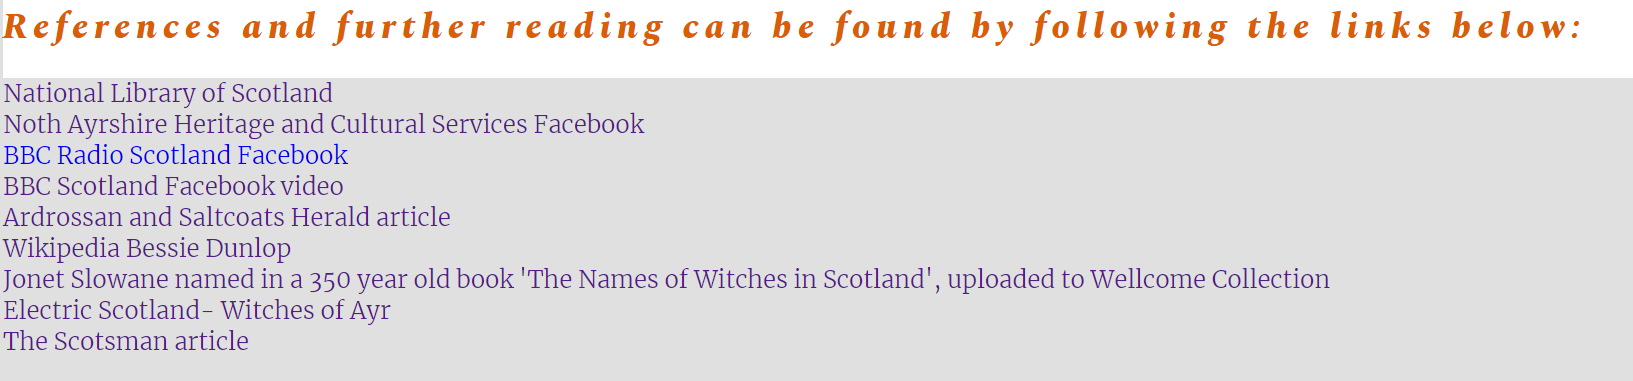 References and further reading can be found by following the links below:
National Library of Scotland
Noth Ayrshire Heritage and Cultural Services Facebook
BBC Radio Scotland Facebook
BBC Scotland Facebook video
Ardrossan and Saltcoats Herald article
Wikipedia Bessie Dunlop
Jonet Slowane named in a 350 year old book 'The Names of Witches in Scotland', uploaded to Wellcome Collection
Electric Scotland- Witches of Ayr
The Scotsman article